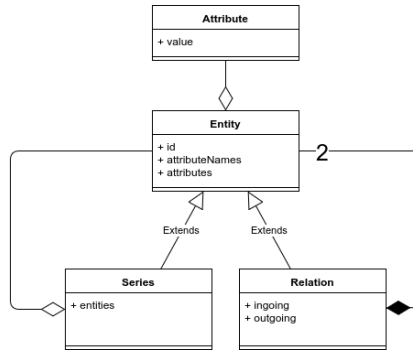 Attribute
+ value
Entity
+ id
+ attributeNames
+ attributes
2
Extends
Extends
Series
+ entities
Relation
+ ingoing
+ outgoing